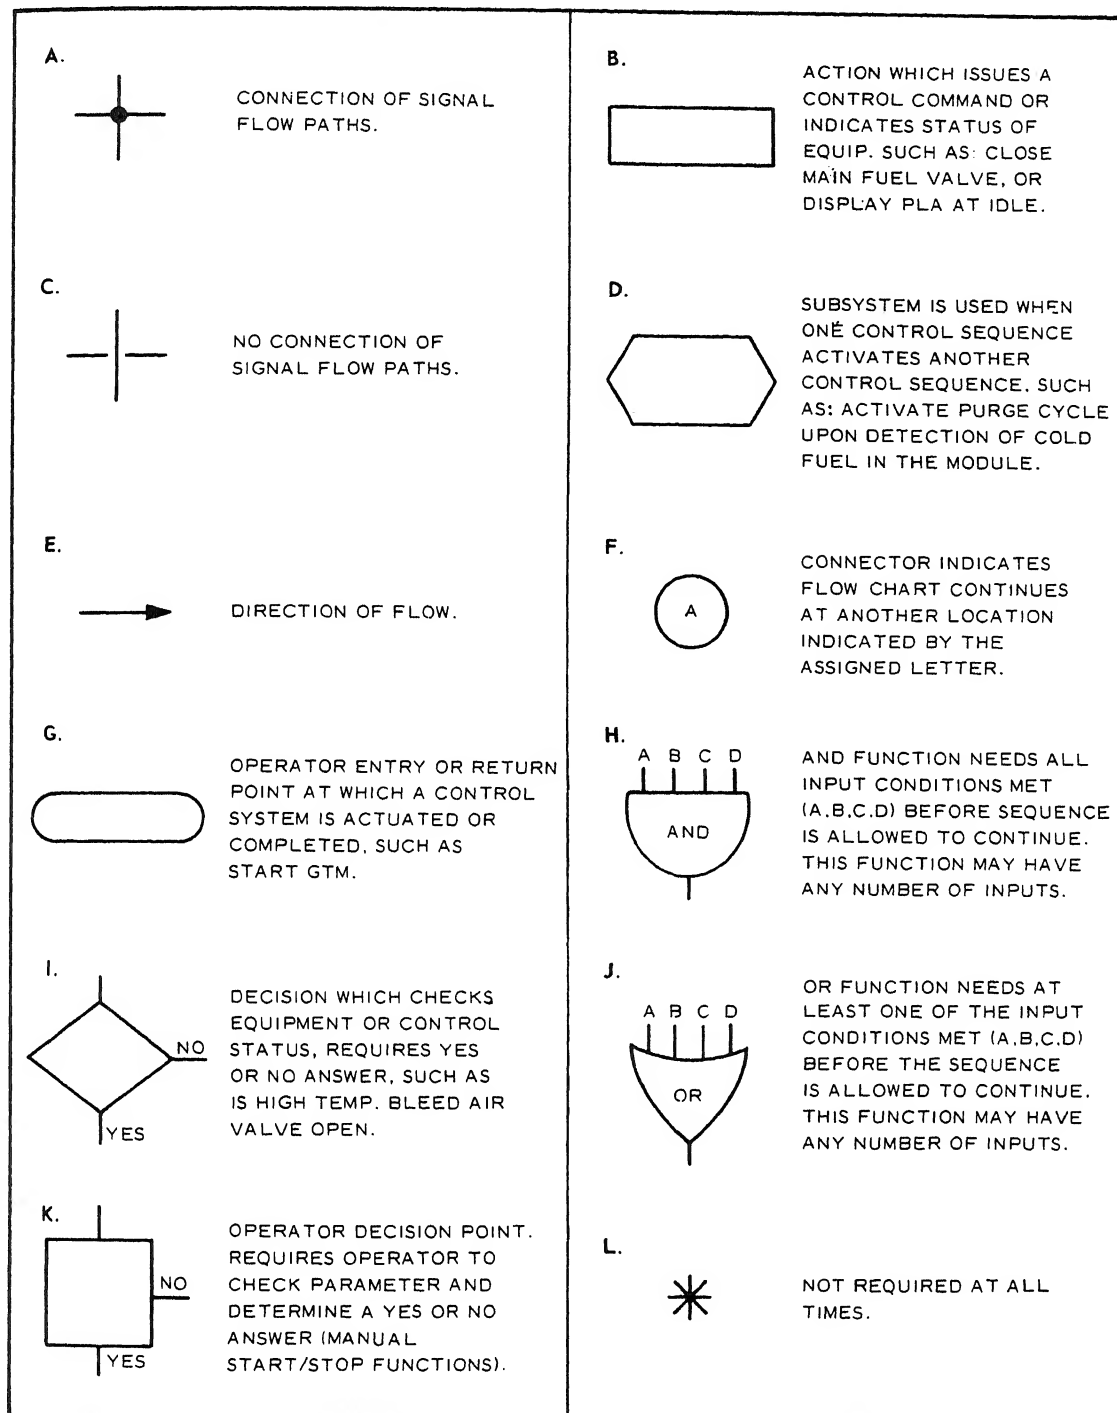 A.
CONNECTION OF SIGNAL
FLOW PATHS.
B.
ACTION WHICH ISSUES A
CONTROL COMMAND OR
INDICATES STATUS OF
EQUIP. SUCH AS: CLOSE
MAIN FUEL VALVE, OR
DISPLAY PLA AT IDLE.
C.
NO CONNECTION OF
SIGNAL FLOW PATHS.
D.
SUBSYSTEM IS USED WHEN
ONE CONTROL SEQUENCE
ACTIVATES ANOTHER
CONTROL SEQUENCE. SUCH
AS: ACTIVATE PURGE CYCLE
UPON DETECTION OF COLD
FUEL IN THE MODULE.
E.
DIRECTION OF FLOW.
F.
A
CONNECTOR INDICATES
FLOW CHART CONTINUES
AT ANOTHER LOCATION
INDICATED BY THE
ASSIGNED LETTER.
G.
OPERATOR ENTRY OR RETURN
POINT AT WHICH A CONTROL
SYSTEM IS ACTUATED OR
COMPLETED, SUCH AS
START GTM.
H.
A B C D
AND
AND FUNCTION NEEDS ALL
INPUT CONDITIONS MET
(A,B,C,D) BEFORE SEQUENCE
IS ALLOWED TO CONTINUE.
THIS FUNCTION MAY HAVE
ANY NUMBER OF INPUTS.
I.
NO
YES
DECISION WHICH CHECKS
EQUIPMENT OR CONTROL
STATUS, REQUIRES YES
OR NO ANSWER, SUCH AS
IS HIGH TEMP. BLEED AIR
VALVE OPEN.
J.
A B C D
OR
OR FUNCTION NEEDS AT
LEAST ONE OF THE INPUT
CONDITIONS MET (A,B,C,D)
BEFORE THE SEQUENCE
IS ALLOWED TO CONTINUE.
THIS FUNCTION MAY HAVE
ANY NUMBER OF INPUTS.
K.
NO
YES
OPERATOR DECISION POINT.
REQUIRES OPERATOR TO
CHECK PARAMETER AND
DETERMINE A YES OR NO
ANSWER (MANUAL
START/STOP FUNCTIONS).
L.
NOT REQUIRED AT ALL
TIMES.